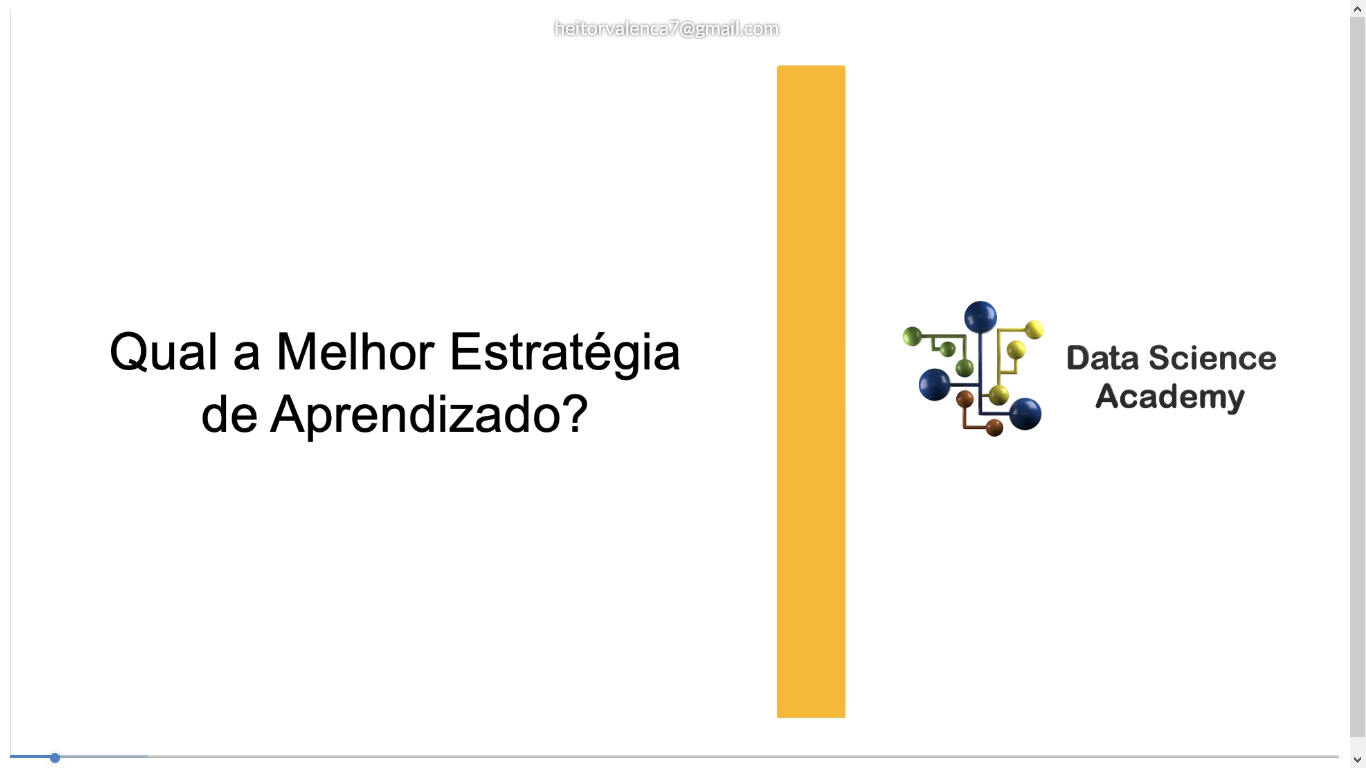 heitorvalenca7@gmail.com
Qual a Melhor Estratégia
de Aprendizado?
Data Science
Academy